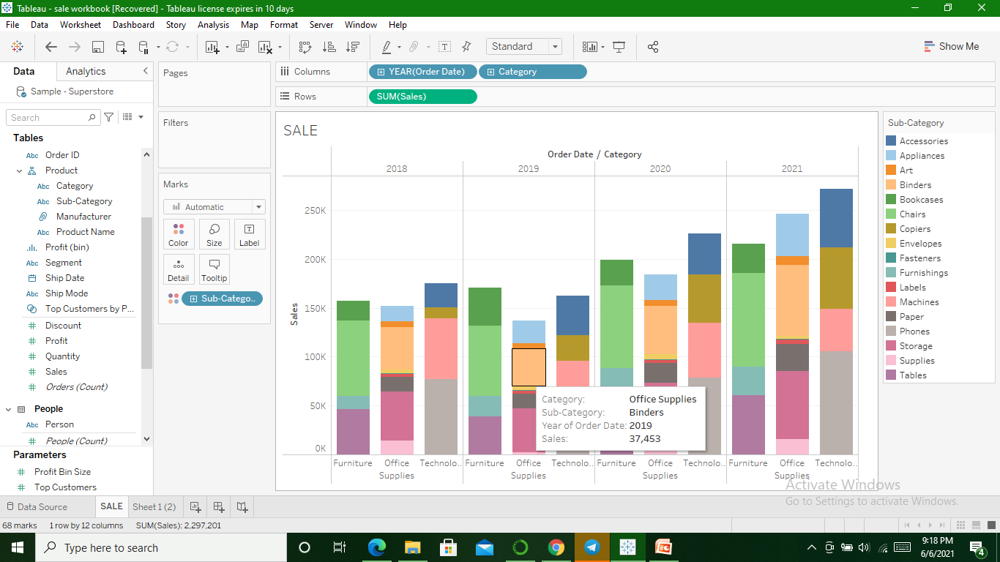 Tableau - sale workbook [Recovered] - Tableau license expires in 10 days
File Data Worksheet Dashboard Story Analysis Map Format Server Window Help
Standard
Show Me
Data Analytics
Sample - Superstore
Search
Tables
Abc Order ID
Product
Abc Category
Abc Sub-Category
Manufacturer
Abc Product Name
Profit (bin)
Abc Segment
Ship Date
Abc Ship Mode
Top Customers by P...
# Discount
# Profit
# Quantity
# Sales
# Orders (Count)
People
Abc Person
# People (Count)
Parameters
# Profit Bin Size
# Top Customers
Pages
Filters
Marks
Automatic
Color Size Label
Detail Tooltip
Sub-Catego..
Columns YEAR(Order Date) Category
Rows SUM(Sales)
SALE
Order Date / Category
2018 2019 2020 2021
Sales
250K
200K
150K
100K
50K
0K
Category: Office Supplies
Sub-Category: Binders
Year of Order Date: 2019
Sales: 37,453
Furniture Office Supplies Technolo.. Furniture Office Supplies Technolo.. Furniture Office Supplies Technolo.. Furniture Office Supplies Technolo..
Sub-Category
Accessories
Appliances
Art
Binders
Bookcases
Chairs
Copiers
Envelopes
Fasteners
Furnishings
Labels
Machines
Paper
Phones
Storage
Supplies
Tables
Activate Windows
Go to Settings to activate Windows.
Data Source SALE Sheet 1 (2)
68 marks 1 row by 12 columns SUM(Sales): 2,297,201
Type here to search
9:18 PM
6/6/2021
4